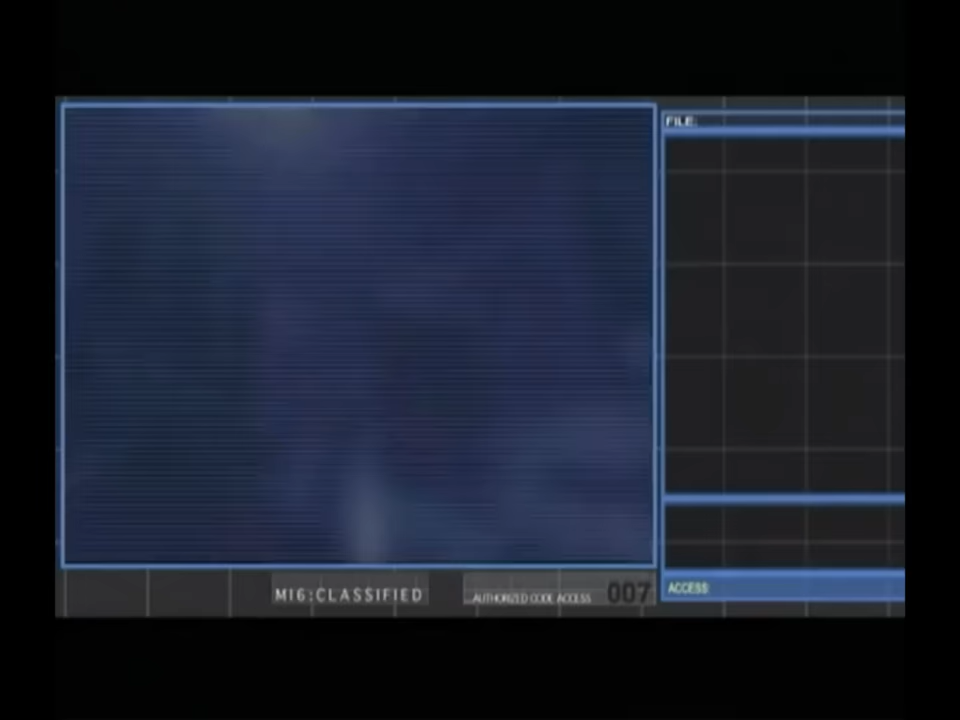 FILE:
MI6:CLASSIFIED
AUTHORIZED CODE ACCESS
007
ACCESS: